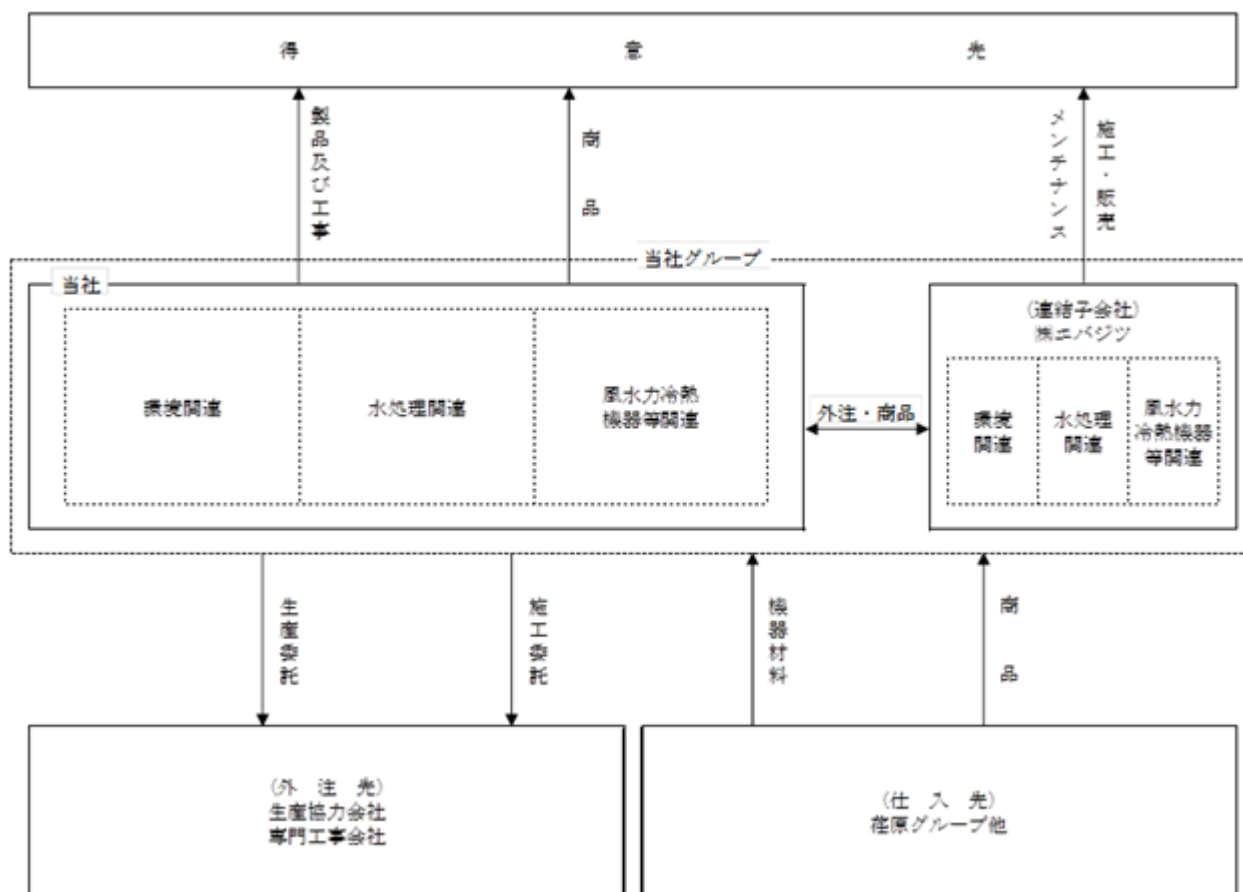 得意先
製品及び工事
商品
施工・販売
メンテナンス
当社グループ
当社
環境関連
水処理関連
風水力冷熱
機器等関連
外注・商品
(連結子会社)
㈱エバジツ
環境
関連
水処理
関連
風水力
冷熱機器
等関連
生産委託
施工委託
機器材料
商品
(外注先)
生産協力会社
専門工事会社
(仕入先)
荏原グループ他